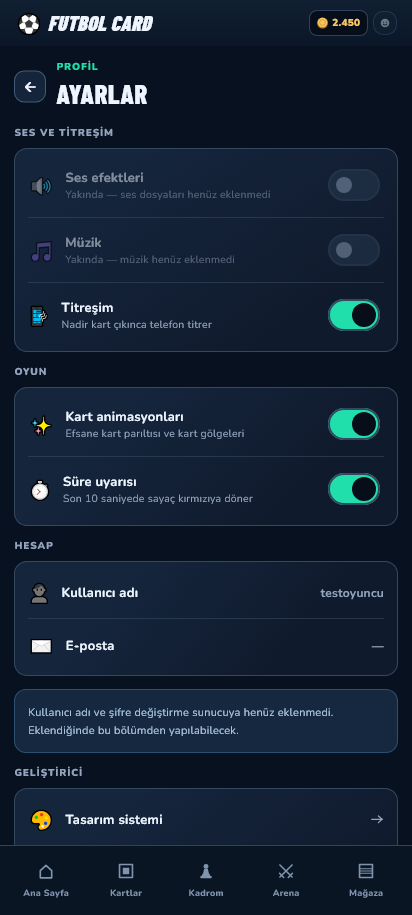 FUTBOL CARD
2.450
PROFİL
AYARLAR
SES VE TİTREŞİM
Ses efektleri
Yakında — ses dosyaları henüz eklenmedi
Müzik
Yakında — müzik henüz eklenmedi
Titreşim
Nadir kart çıkınca telefon titrer
OYUN
Kart animasyonları
Efsane kart parıltısı ve kart gölgeleri
Süre uyarısı
Son 10 saniyede sayaç kırmızıya döner
HESAP
Kullanıcı adı
testoyuncu
E-posta
—
Kullanıcı adı ve şifre değiştirme sunucuya henüz eklenmedi.
Eklendiğinde bu bölümden yapılabilecek.
GELİŞTİRİCİ
Tasarım sistemi
Ana Sayfa
Kartlar
Kadrom
Arena
Mağaza